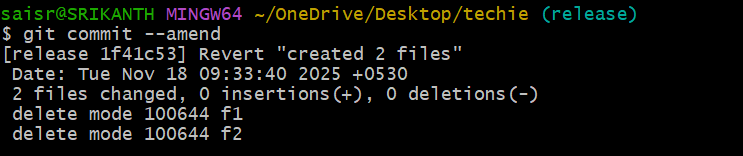 saisr@SRIKANTH MINGW64 ~/OneDrive/Desktop/techie (release)
$ git commit --amend
[release 1f41c53] Revert "created 2 files"
 Date: Tue Nov 18 09:33:40 2025 +0530
 2 files changed, 0 insertions(+), 0 deletions(-)
 delete mode 100644 f1
 delete mode 100644 f2